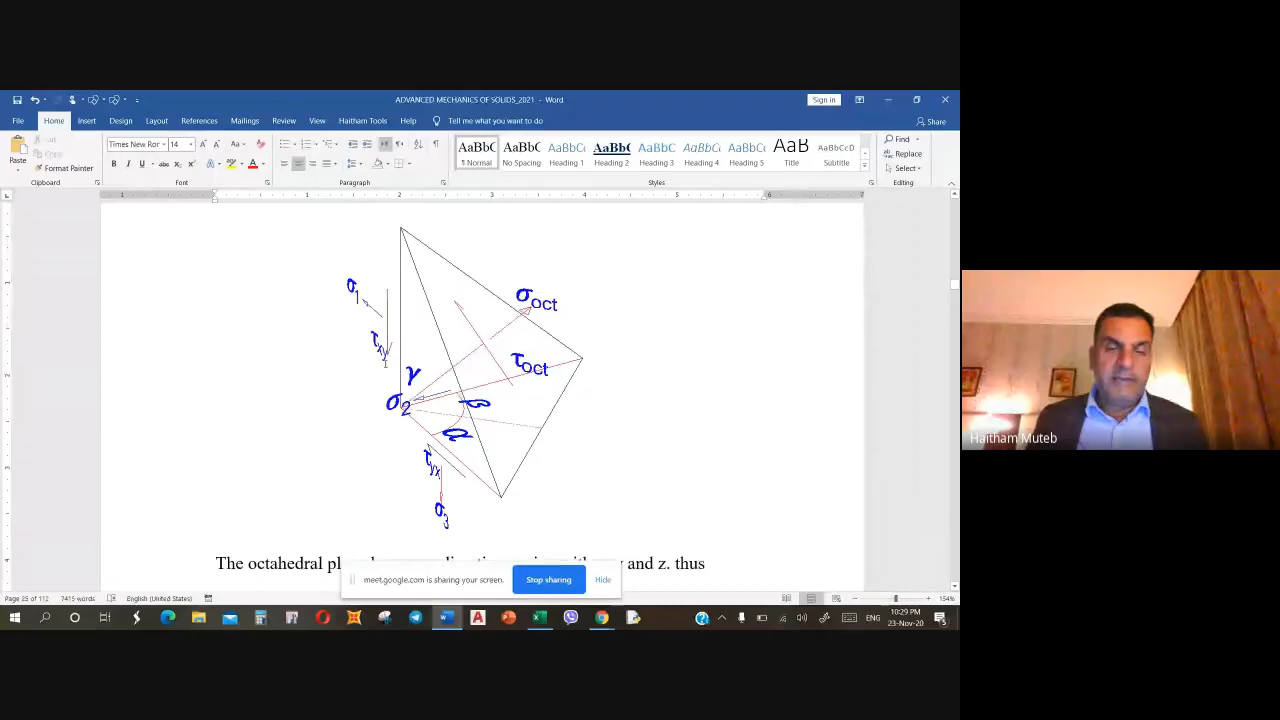 ADVANCED MECHANICS OF SOLIDS_2021 - Word
Sign in
File Home Insert Design Layout References Mailings Review View Haitham Tools Help Tell me what you want to do
Share
Paste
Cut
Copy
Format Painter
Times New Ror 14
AaBbC AaBbC AaBbC AaBbC AaBbC AaBbC AaBbC AaB AaBbCcD
¶ Normal No Spacing Heading 1 Heading 2 Heading 3 Heading 4 Heading 5 Title Subtitle
Find
Replace
Select
Clipboard Font Paragraph Styles Editing
σ1
σoct
τxy
τoct
γ
σ2
β
α
τyx
σ3
Haitham Muteb
The octahedral and z. thus
meet.google.com is sharing your screen. Stop sharing Hide
Page 25 of 112 7415 words English (United States) 154%
ENG
10:29 PM
23-Nov-20